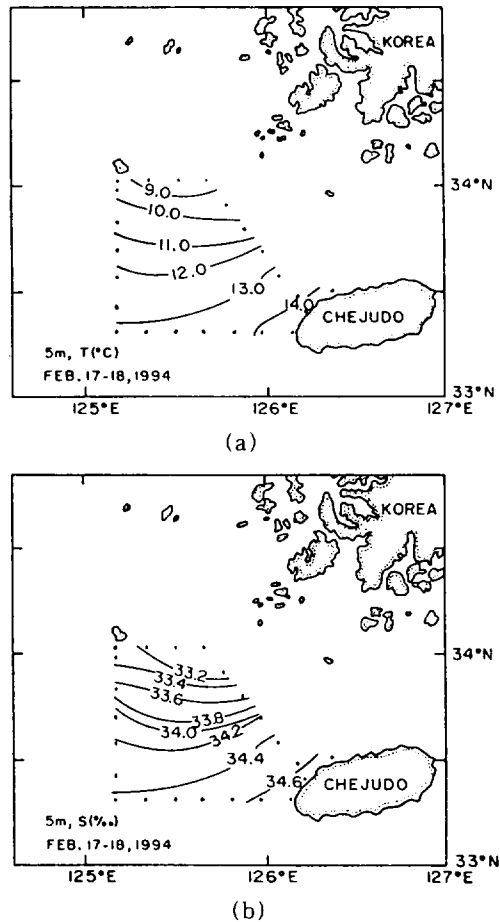 KOREA
34°N
9.0
10.0
11.0
12.0
13.0
14.0
CHEJUDO
5m, T(°C)
FEB. 17-18, 1994
33°N
125°E
126°E
127°E
(a)
KOREA
34°N
33.2
33.4
33.6
33.8
34.0
34.2
34.4
34.6
CHEJUDO
5m, S(‰)
FEB. 17-18, 1994
33°N
125°E
126°E
127°E
(b)